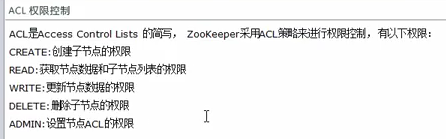 ACL 权限控制
ACL是Access Control Lists 的简写， ZooKeeper采用ACL策略来进行权限控制，有以下权限：
CREATE:创建子节点的权限
READ:获取节点数据和子节点列表的权限
WRITE:更新节点数据的权限
DELETE:删除子节点的权限
ADMIN:设置节点ACL的权限